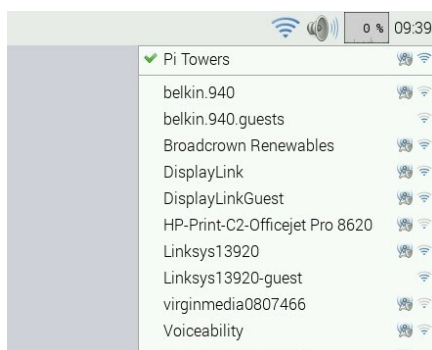 0 % 09:39
Pi Towers
belkin.940
belkin.940.guests
Broadcrown Renewables
DisplayLink
DisplayLinkGuest
HP-Print-C2-Officejet Pro 8620
Linksys13920
Linksys13920-guest
virginmedia0807466
Voiceability